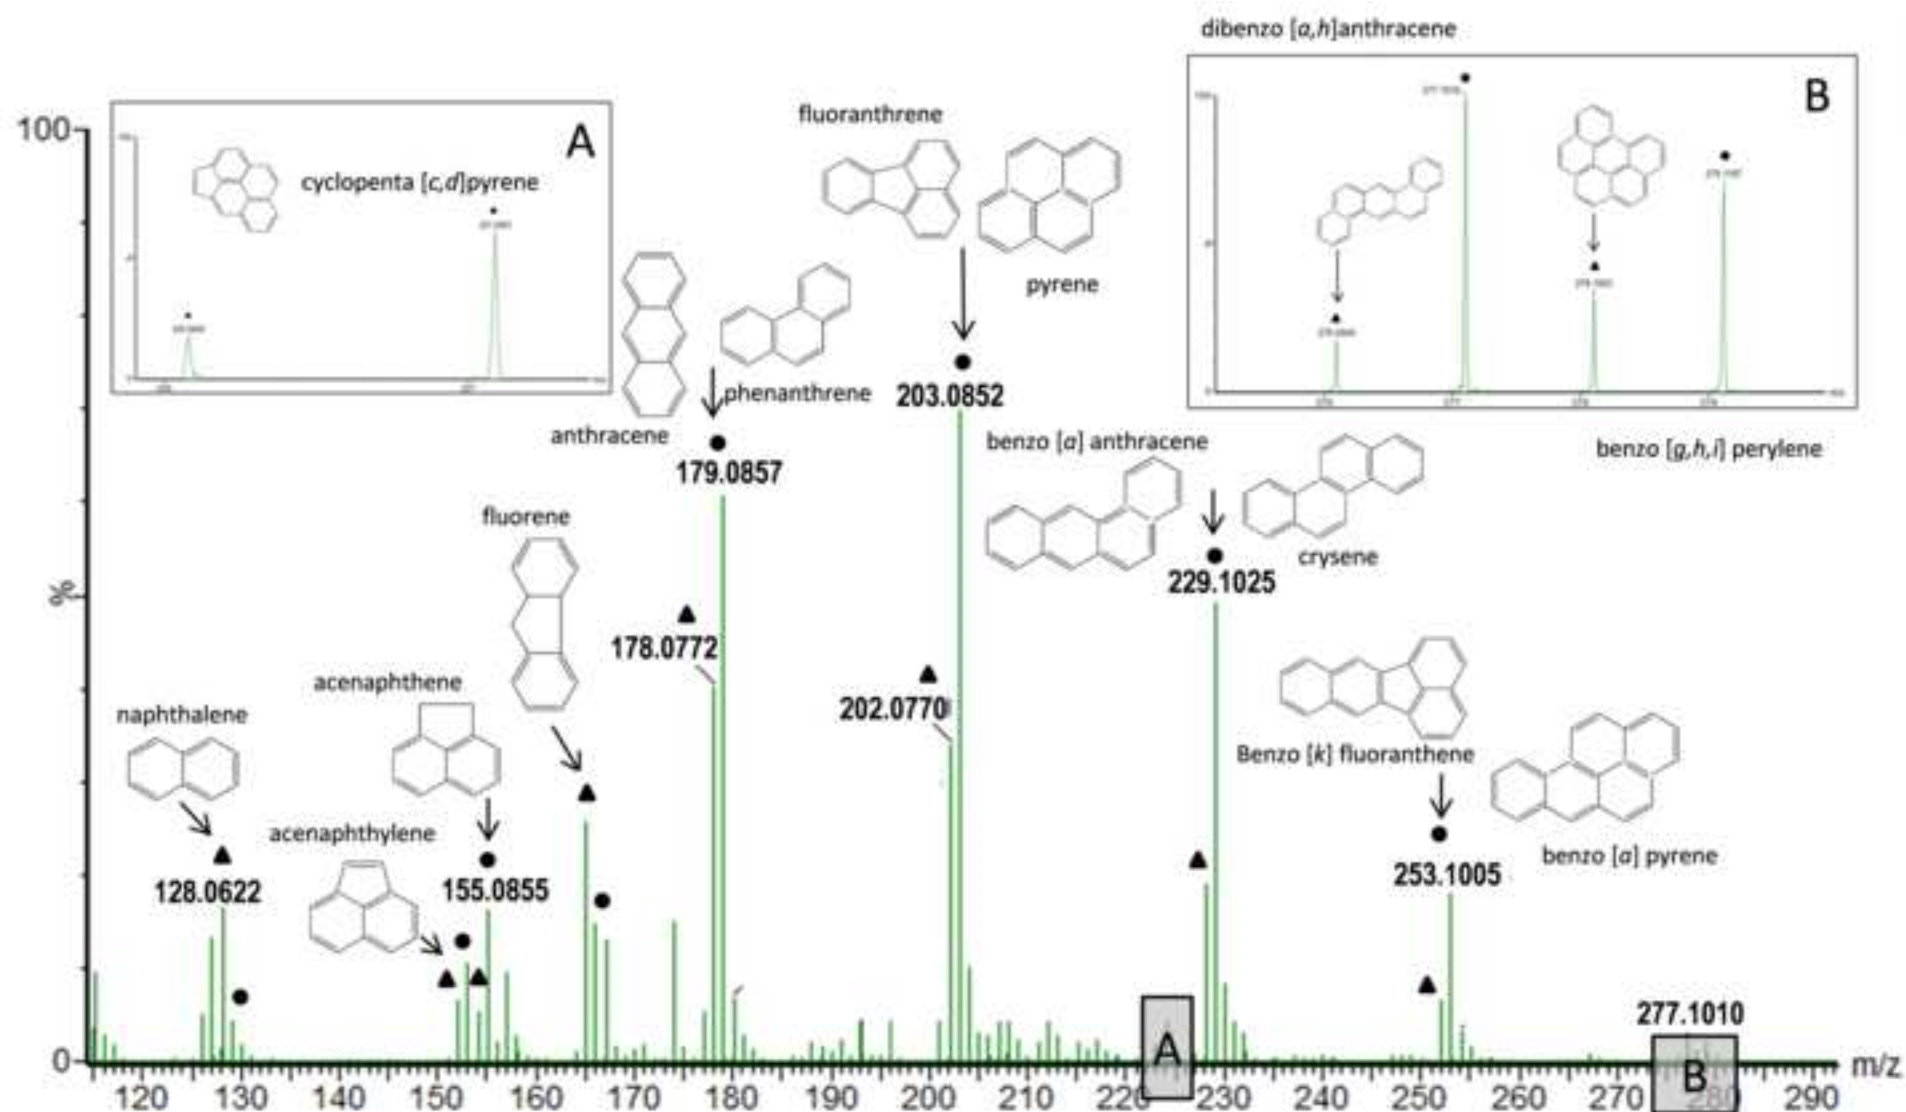 dibenzo [a,h]anthracene
A
cyclopenta [c,d]pyrene
B
100
fluoranthrene
pyrene
phenanthrene
anthracene
179.0857
203.0852
benzo [a] anthracene
benzo [g,h,i] perylene
229.1025
crysene
fluorene
%
178.0772
202.0770
acenaphthene
naphthalene
acenaphthylene
128.0622
155.0855
Benzo [k] fluoranthene
253.1005
benzo [a] pyrene
277.1010
A
B
0
m/z
120 130 140 150 160 170 180 190 200 210 220 230 240 250 260 270 280 290